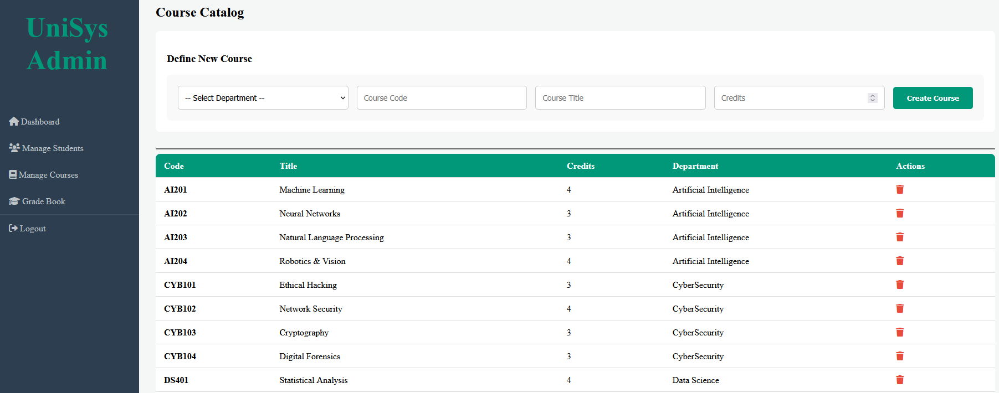 UniSys
Admin
Dashboard
Manage Students
Manage Courses
Grade Book
Logout
Course Catalog
Define New Course
-- Select Department -- Course Code Course Title Credits Create Course
Code Title Credits Department Actions
AI201 Machine Learning 4 Artificial Intelligence
AI202 Neural Networks 3 Artificial Intelligence
AI203 Natural Language Processing 3 Artificial Intelligence
AI204 Robotics & Vision 4 Artificial Intelligence
CYB101 Ethical Hacking 3 CyberSecurity
CYB102 Network Security 4 CyberSecurity
CYB103 Cryptography 3 CyberSecurity
CYB104 Digital Forensics 3 CyberSecurity
DS401 Statistical Analysis 4 Data Science